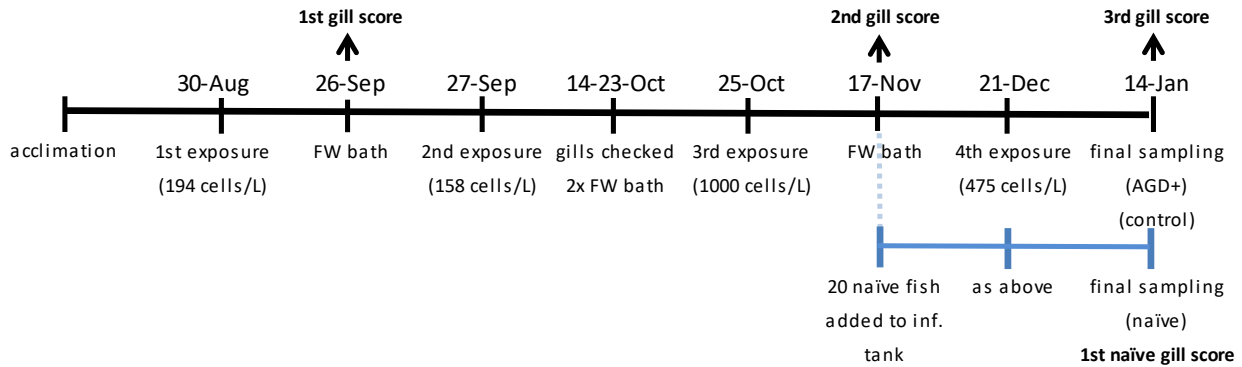 1st gill score
2nd gill score
3rd gill score
30-Aug
26-Sep
27-Sep
14-23-Oct
25-Oct
17-Nov
21-Dec
14-Jan
acclimation
1st exposure
(194 cells/L)
FW bath
2nd exposure
(158 cells/L)
gills checked
2x FW bath
3rd exposure
(1000 cells/L)
FW bath
4th exposure
(475 cells/L)
final sampling
(AGD+)
(control)
20 naïve fish
added to inf.
tank
as above
final sampling
(naïve)
1st naïve gill score